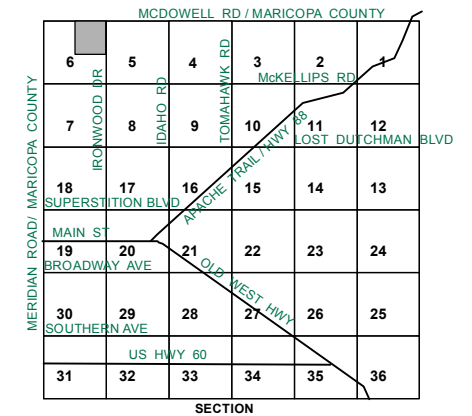 MCDOWELL RD / MARICOPA COUNTY
MERIDIAN ROAD/ MARICOPA COUNTY
IRONWOOD DR
IDAHO RD
TOMAHAWK RD
6 5 4 3 2 1
McKELLIPS RD
7 8 9 10 11 12
LOST DUTCHMAN BLVD
APACHE TRAIL / HWY 88
18 17 16 15 14 13
SUPERSTITION BLVD
MAIN ST
19 20 21 22 23 24
BROADWAY AVE
OLD WEST HWY
30 29 28 27 26 25
SOUTHERN AVE
US HWY 60
31 32 33 34 35 36
SECTION